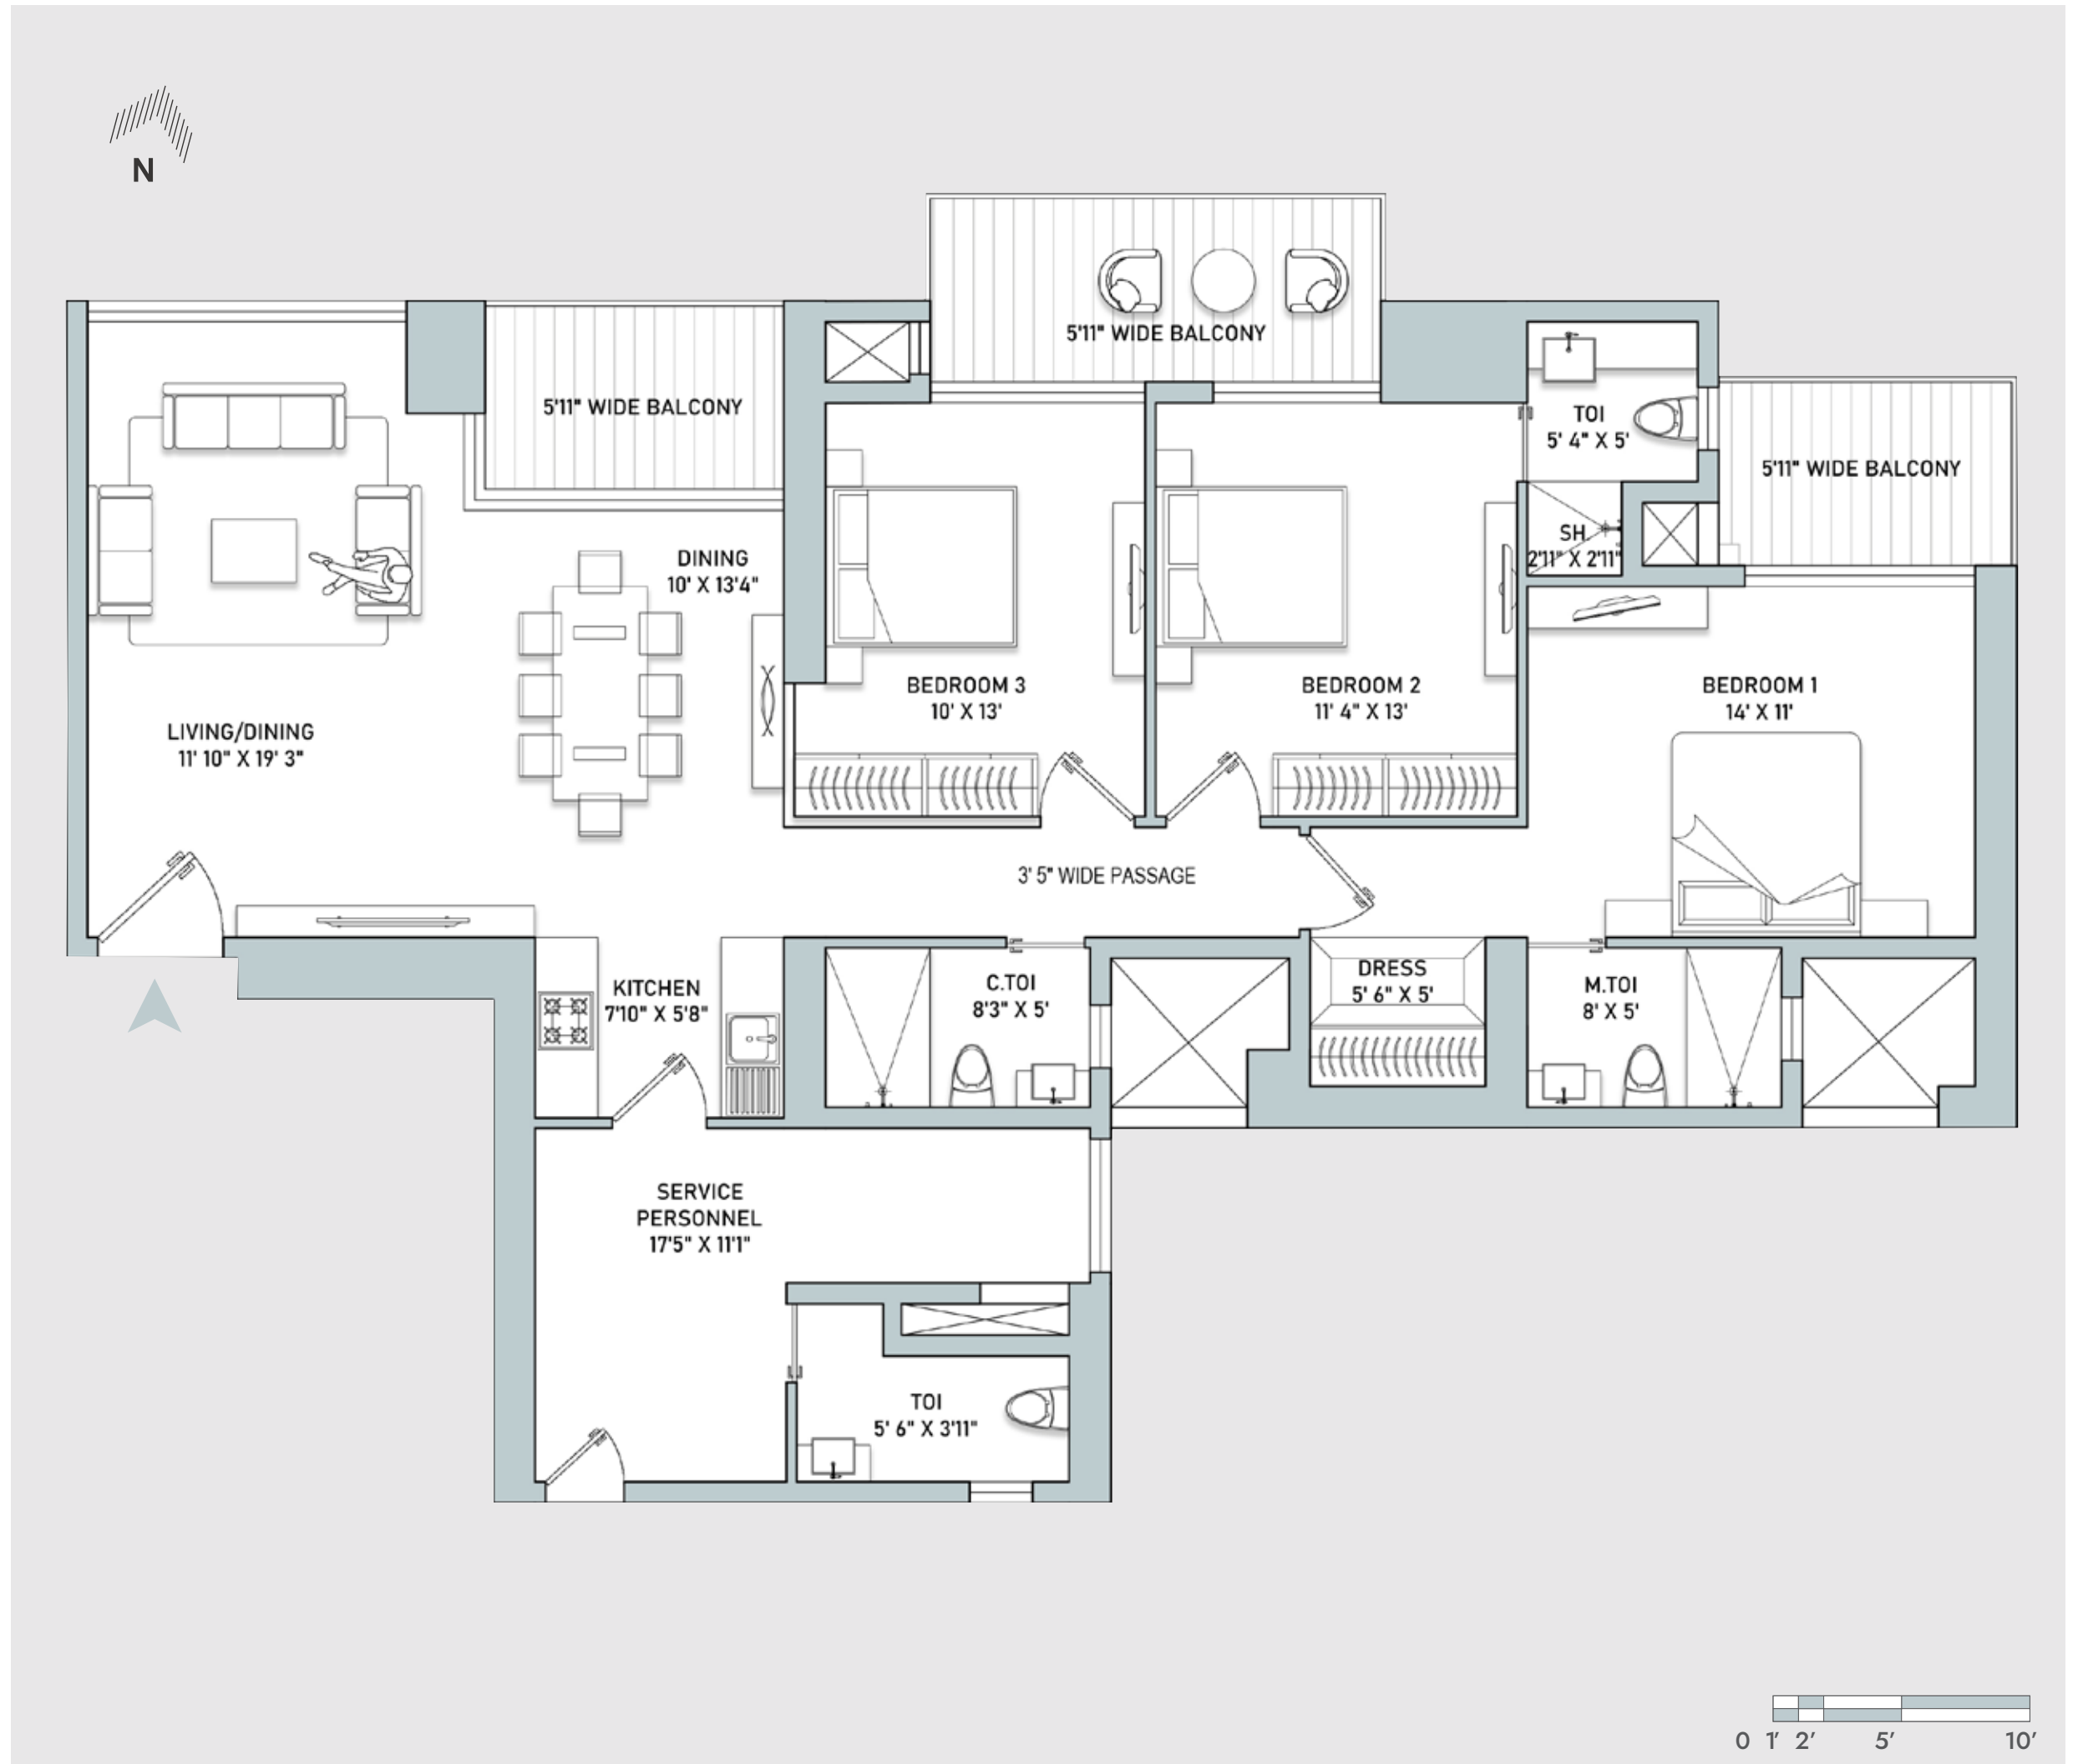 N
5'11" WIDE BALCONY
5'11" WIDE BALCONY
TOI
5' 4" X 5'
5'11" WIDE BALCONY
SH
2'11" X 2'11"
DINING
10' X 13'4"
LIVING/DINING
11' 10" X 19' 3"
BEDROOM 3
10' X 13'
BEDROOM 2
11' 4" X 13'
BEDROOM 1
14' X 11'
3' 5" WIDE PASSAGE
KITCHEN
7'10" X 5'8"
C.TOI
8'3" X 5'
DRESS
5' 6" X 5'
M.TOI
8' X 5'
SERVICE
PERSONNEL
17'5" X 11'1"
TOI
5' 6" X 3'11"
0 1' 2' 5' 10'